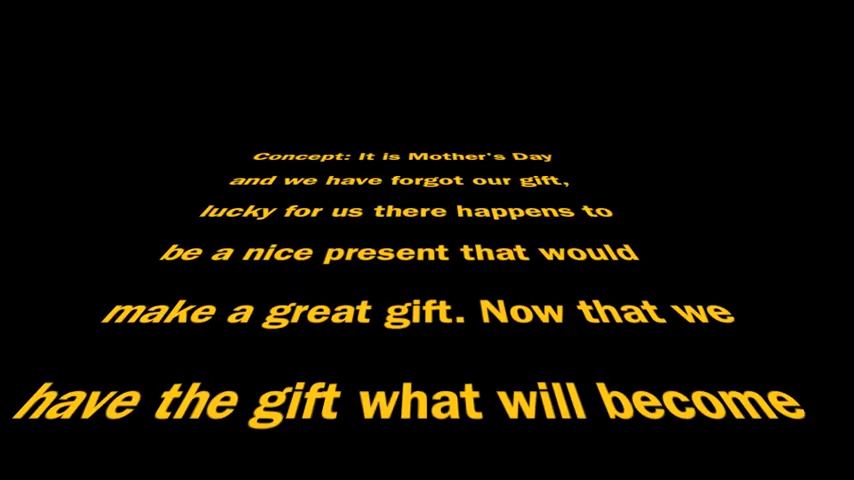 Concept: It is Mother's Day
and we have forgot our gift,
lucky for us there happens to
be a nice present that would
make a great gift. Now that we
have the gift what will become